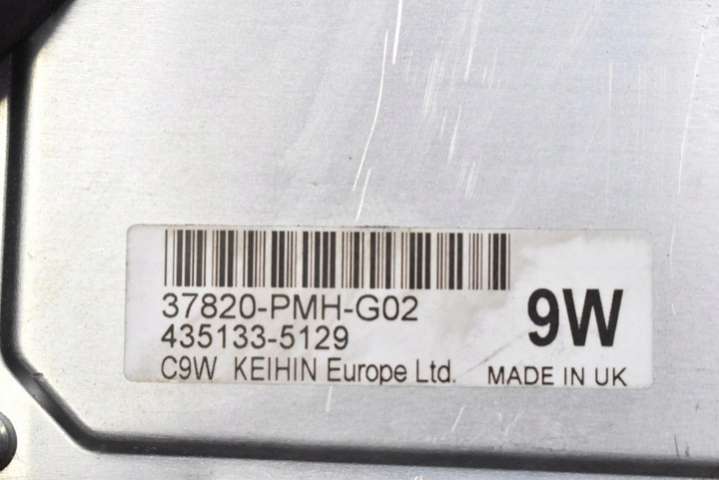 37820-PMH-G02
435133-5129
9W
C9W KEIHIN Europe Ltd. MADE IN UK